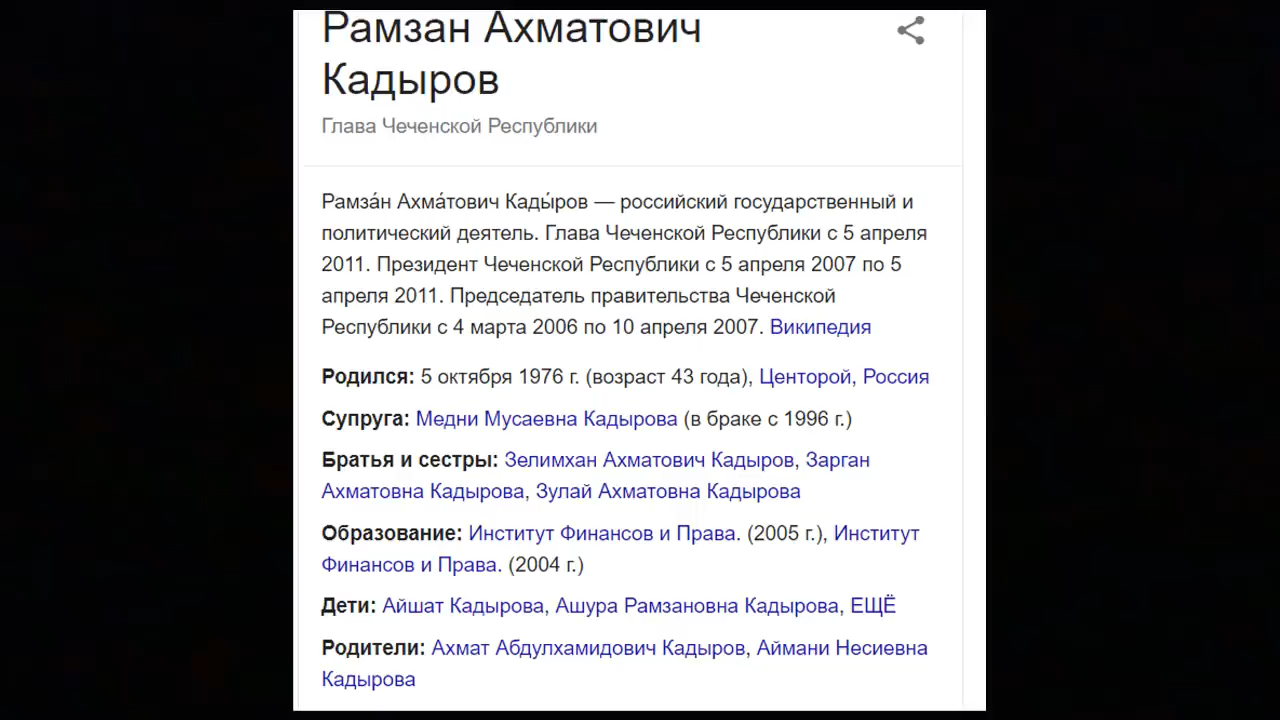 Рамзан Ахматович
Кадыров
Глава Чеченской Республики
Рамза́н Ахма́тович Кады́ров — российский государственный и
политический деятель. Глава Чеченской Республики с 5 апреля
2011. Президент Чеченской Республики с 5 апреля 2007 по 5
апреля 2011. Председатель правительства Чеченской
Республики с 4 марта 2006 по 10 апреля 2007. Википедия
Родился: 5 октября 1976 г. (возраст 43 года), Центорой, Россия
Супруга: Медни Мусаевна Кадырова (в браке с 1996 г.)
Братья и сестры: Зелимхан Ахматович Кадыров, Зарган
Ахматовна Кадырова, Зулай Ахматовна Кадырова
Образование: Институт Финансов и Права. (2005 г.), Институт
Финансов и Права. (2004 г.)
Дети: Айшат Кадырова, Ашура Рамзановна Кадырова, ЕЩЁ
Родители: Ахмат Абдулхамидович Кадыров, Аймани Несиевна
Кадырова